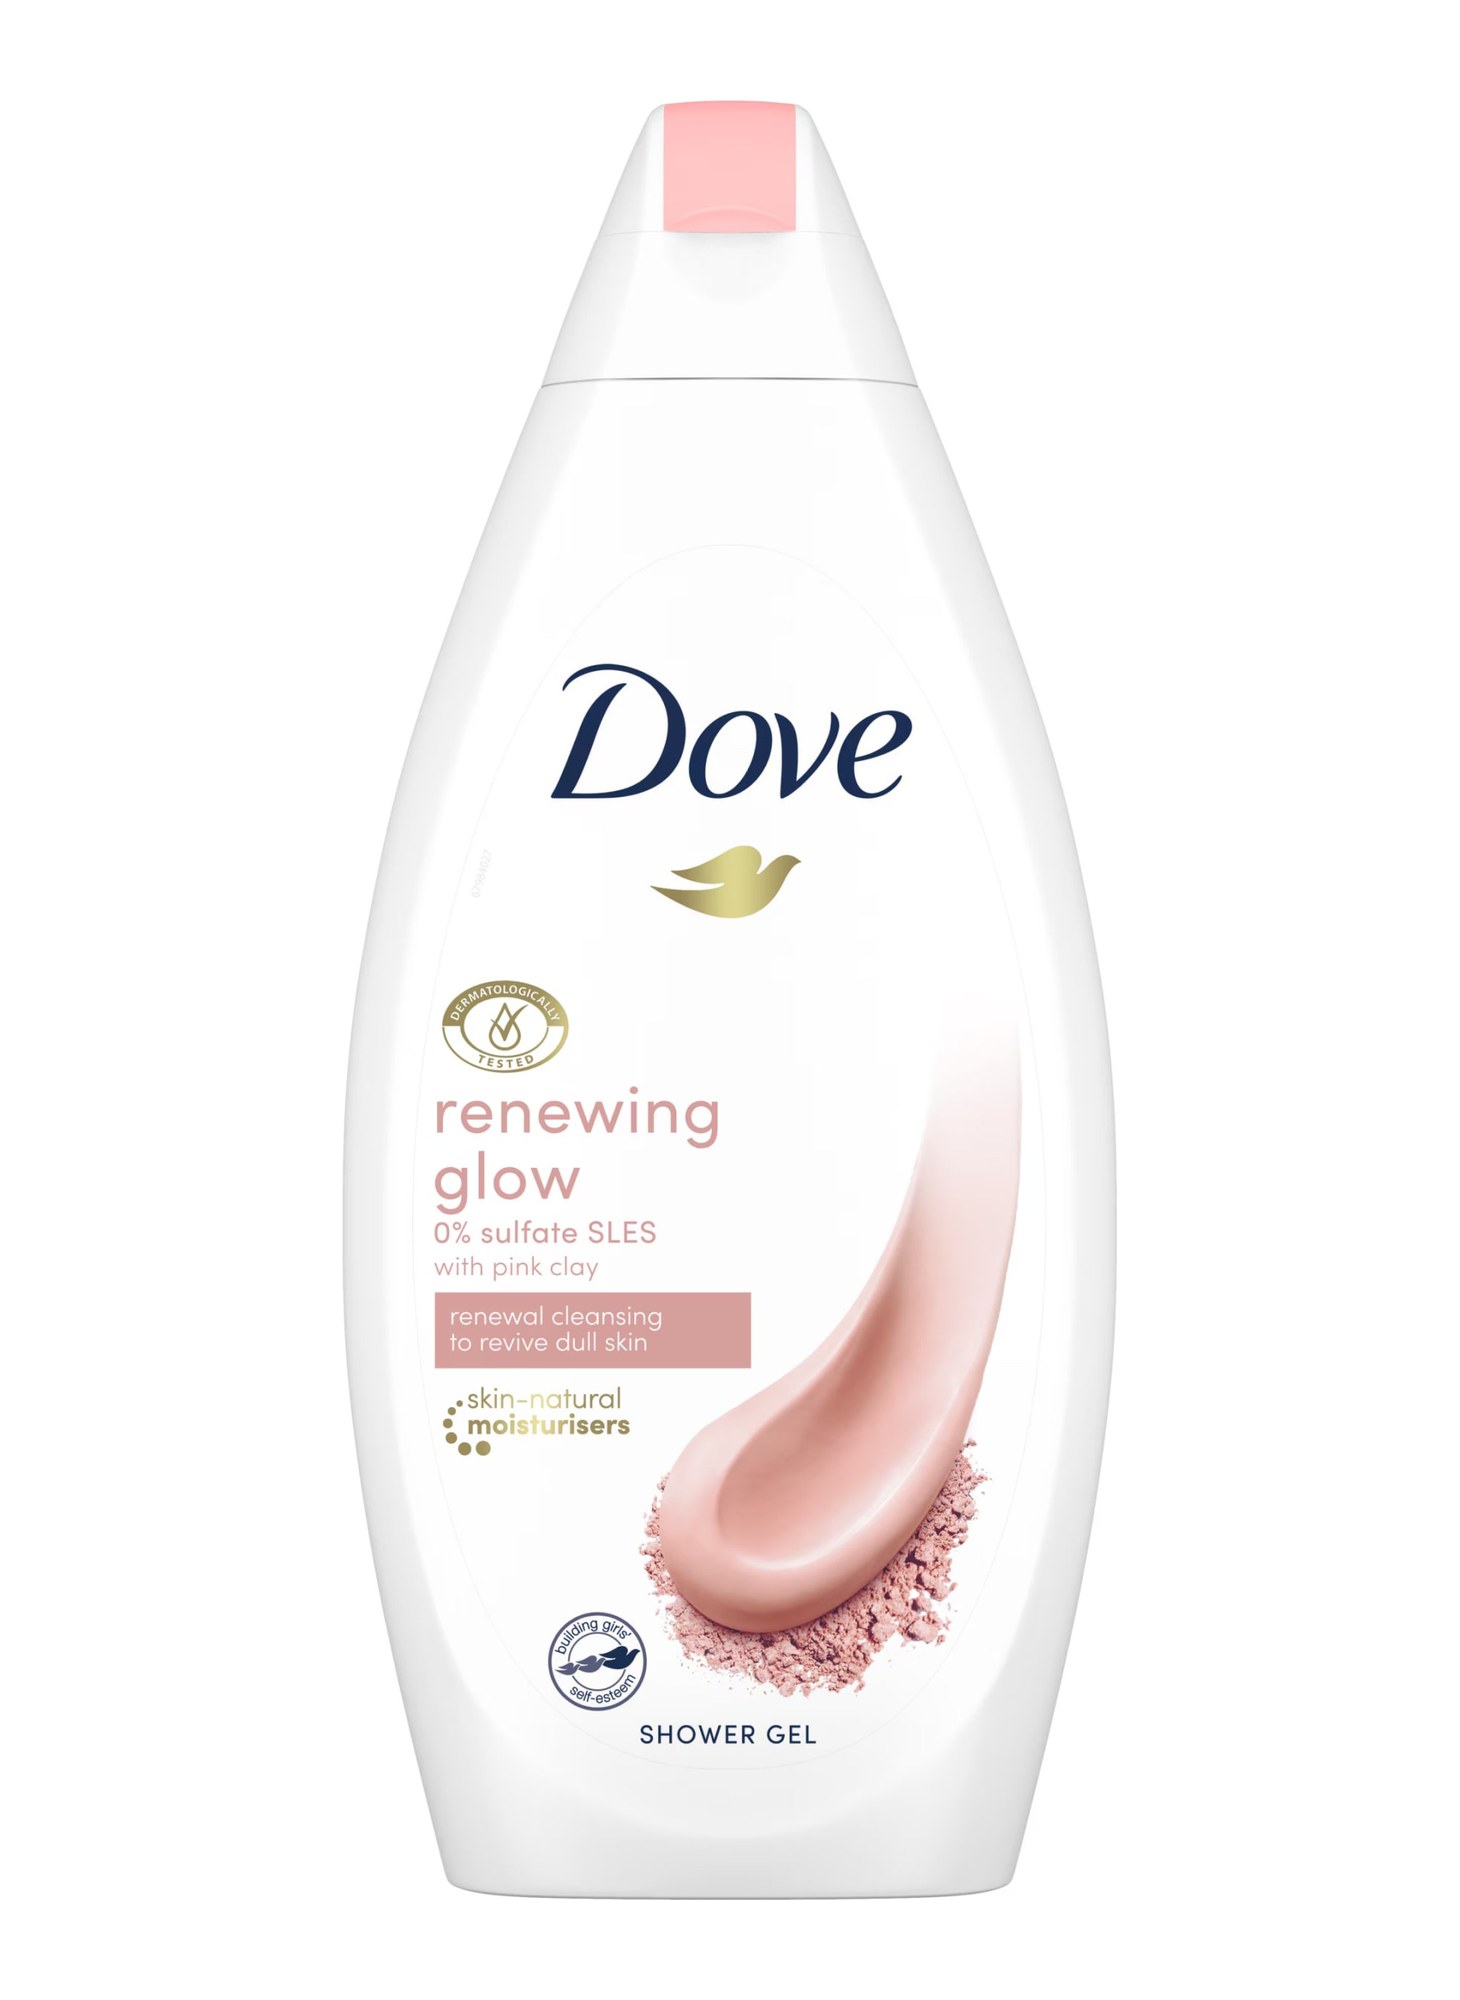 Dove
67984027
DERMATOLOGICALLY
TESTED
renewing
glow
0% sulfate SLES
with pink clay
renewal cleansing
to revive dull skin
skin-natural
moisturisers
building girls'
self-esteem
SHOWER GEL